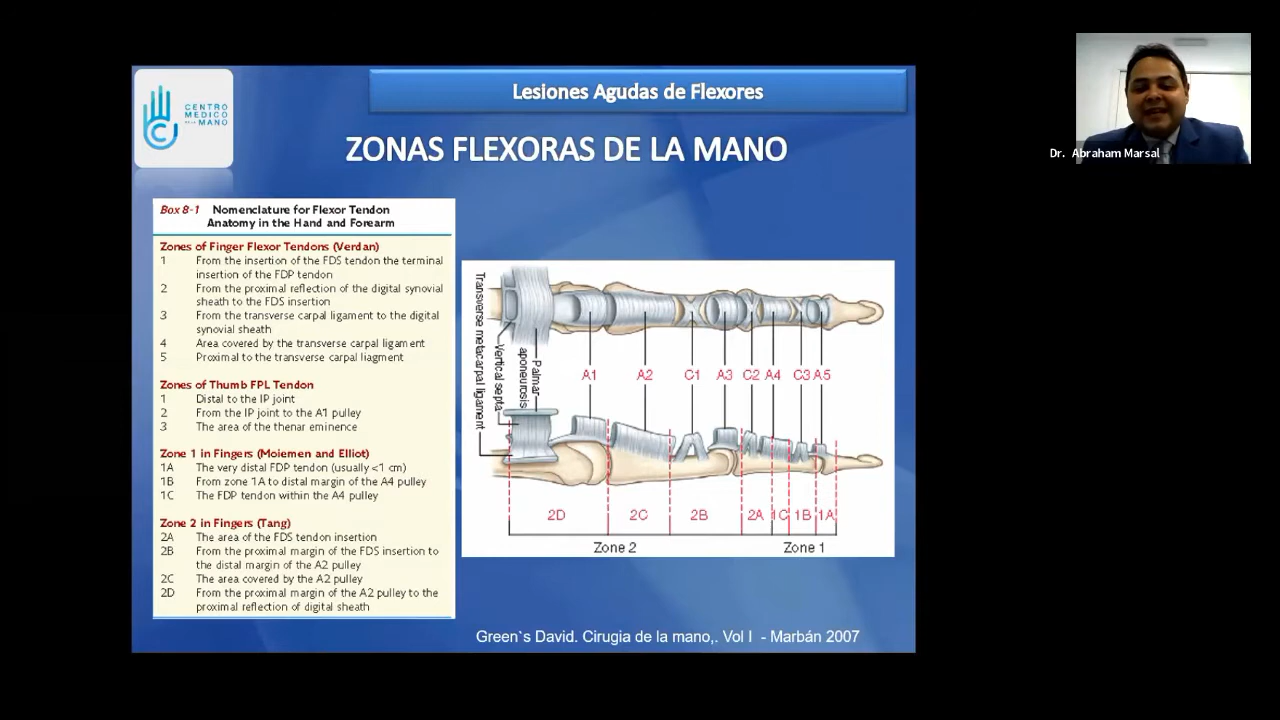 CENTRO
MEDICO
DE LA
MANO
Lesiones Agudas de Flexores
ZONAS FLEXORAS DE LA MANO
Dr. Abraham Marsal
Box 8-1 Nomenclature for Flexor Tendon
Anatomy in the Hand and Forearm
Zones of Finger Flexor Tendons (Verdan)
1 From the insertion of the FDS tendon the terminal
insertion of the FDP tendon
2 From the proximal reflection of the digital synovial
sheath to the FDS insertion
3 From the transverse carpal ligament to the digital
synovial sheath
4 Area covered by the transverse carpal ligament
5 Proximal to the transverse carpal liagment
Zones of Thumb FPL Tendon
1 Distal to the IP joint
2 From the IP joint to the A1 pulley
3 The area of the thenar eminence
Zone 1 in Fingers (Moiemen and Elliot)
1A The very distal FDP tendon (usually <1 cm)
1B From zone 1A to distal margin of the A4 pulley
1C The FDP tendon within the A4 pulley
Zone 2 in Fingers (Tang)
2A The area of the FDS tendon insertion
2B From the proximal margin of the FDS insertion to
the distal margin of the A2 pulley
2C The area covered by the A2 pulley
2D From the proximal margin of the A2 pulley to the
proximal reflection of digital sheath
Transverse metacarpal ligament
Vertical septa
Palmar
aponeurosis
A1 A2 C1 A3 C2 A4 C3 A5
2D 2C 2B 2A 1C 1B 1A
Zone 2 Zone 1
Green`s David. Cirugia de la mano,. Vol I - Marbán 2007